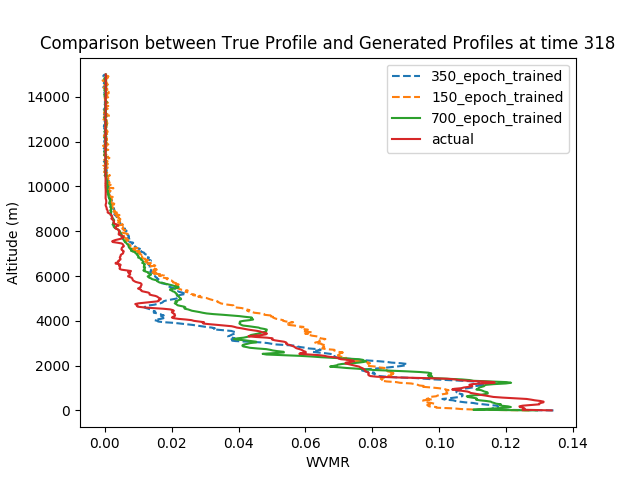 Comparison between True Profile and Generated Profiles at time 318
350_epoch_trained
150_epoch_trained
700_epoch_trained
actual
Altitude (m)
14000
12000
10000
8000
6000
4000
2000
0
0.00 0.02 0.04 0.06 0.08 0.10 0.12 0.14
WVMR